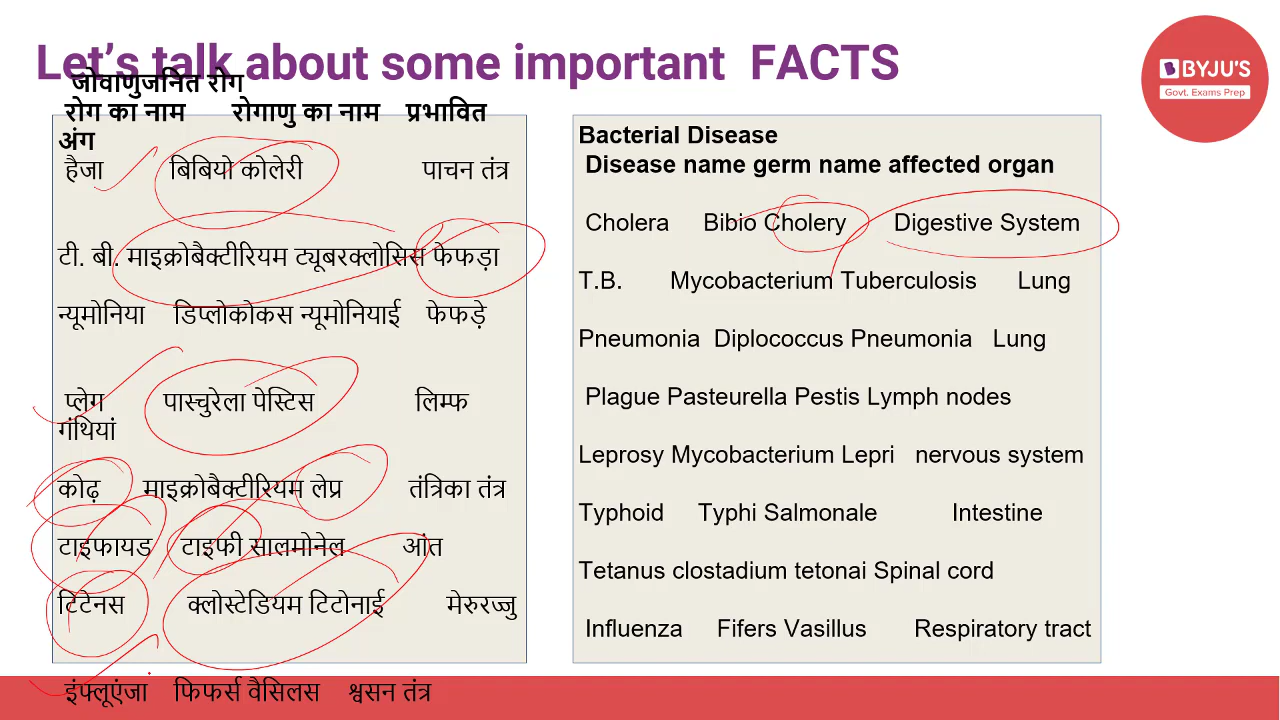 Let's talk about some important FACTS
BYJU'S
Govt. Exams Prep
जीवाणुजनित रोग
रोग का नाम रोगाणु का नाम प्रभावित
अंग
हैजा बिबियो कोलेरी पाचन तंत्र
टी. बी. माइक्रोबैक्टीरियम ट्यूबरक्लोसिस फेफड़ा
न्यूमोनिया डिप्लोकोकस न्यूमोनियाई फेफड़े
प्लेग पास्चुरेला पेस्टिस लिम्फ
गंथियां
कोढ़ माइक्रोबैक्टीरियम लेप्र तंत्रिका तंत्र
टाइफायड टाइफी सालमोनेल आंत
टिटेनस क्लोस्टेडियम टिटोनाई मेरुरज्जु
इंफ्लूएंजा फिफर्स वैसिलस श्वसन तंत्र
Bacterial Disease
Disease name germ name affected organ
Cholera Bibio Cholery Digestive System
T.B. Mycobacterium Tuberculosis Lung
Pneumonia Diplococcus Pneumonia Lung
Plague Pasteurella Pestis Lymph nodes
Leprosy Mycobacterium Lepri nervous system
Typhoid Typhi Salmonale Intestine
Tetanus clostadium tetonai Spinal cord
Influenza Fifers Vasillus Respiratory tract